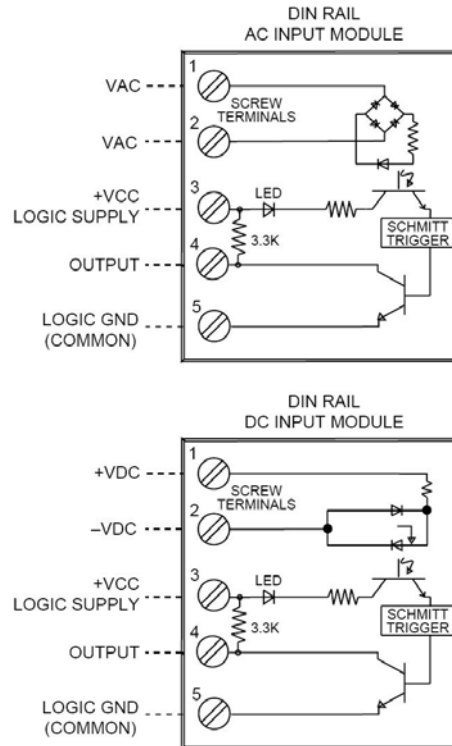 DIN RAIL
AC INPUT MODULE
1
VAC
SCREW
TERMINALS
2
VAC
3
+VCC
LOGIC SUPPLY
LED
3.3K
SCHMITT
TRIGGER
4
OUTPUT
5
LOGIC GND
(COMMON)
DIN RAIL
DC INPUT MODULE
1
+VDC
SCREW
TERMINALS
2
–VDC
3
+VCC
LOGIC SUPPLY
LED
3.3K
SCHMITT
TRIGGER
4
OUTPUT
5
LOGIC GND
(COMMON)